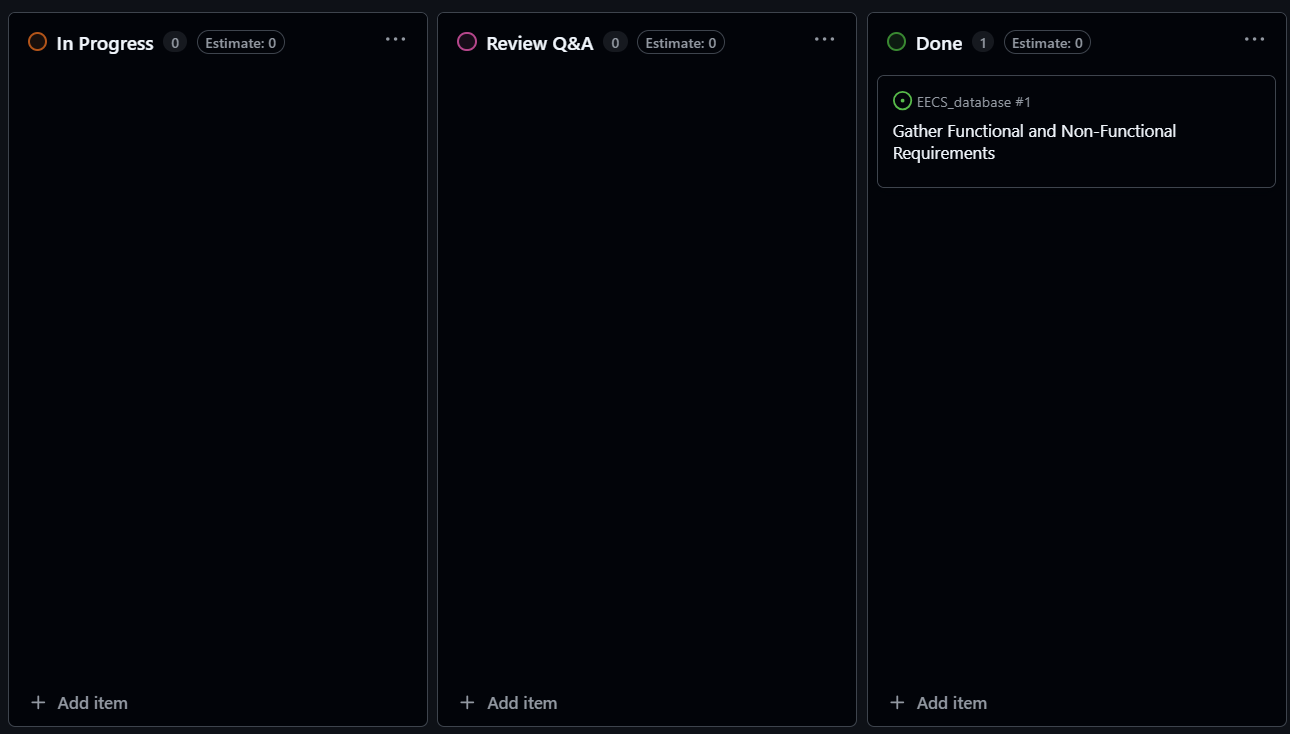 In Progress 0 Estimate: 0 ...
Add item
Review Q&A 0 Estimate: 0 ...
Add item
Done 1 Estimate: 0 ...
EECS_database #1
Gather Functional and Non-Functional
Requirements
Add item